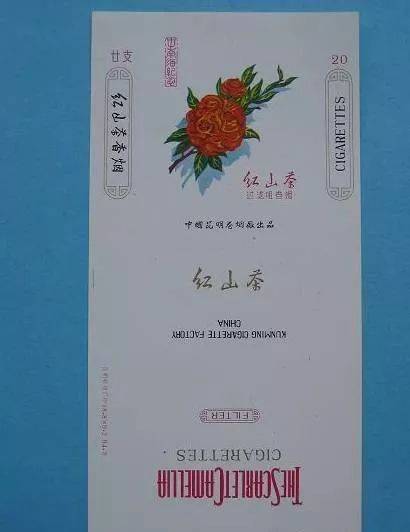 廿支
20
红山茶香烟
CIGARETTES
红山茶
过滤咀香烟
中国昆明卷烟厂出品
红山茶
KUNMING CIGARETTE FACTORY
CHINA
FILTER
THE SCARLET CAMELLIA
CIGARETTES.